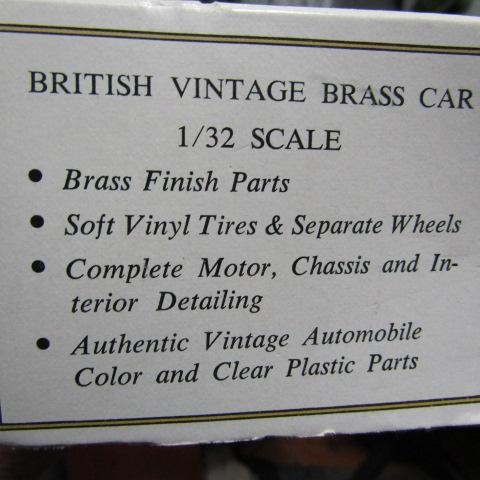 BRITISH VINTAGE BRASS CAR
1/32 SCALE
• Brass Finish Parts
• Soft Vinyl Tires & Separate Wheels
• Complete Motor, Chassis and In-
terior Detailing
• Authentic Vintage Automobile
Color and Clear Plastic Parts